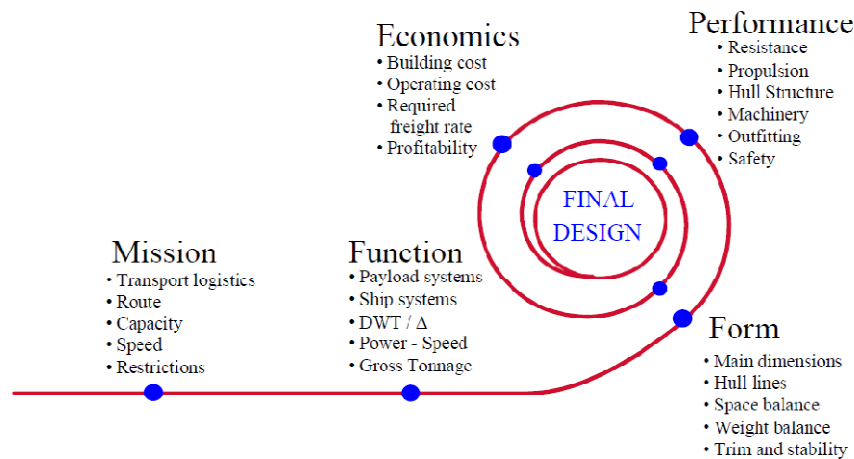 Economics
• Building cost
• Operating cost
• Required
freight rate
• Profitability
Performance
• Resistance
• Propulsion
• Hull Structure
• Machinery
• Outfitting
• Safety
FINAL
DESIGN
Mission
• Transport logistics
• Route
• Capacity
• Speed
• Restrictions
Function
• Payload systems
• Ship systems
• DWT / Δ
• Power - Speed
• Gross Tonnage
Form
• Main dimensions
• Hull lines
• Space balance
• Weight balance
• Trim and stability